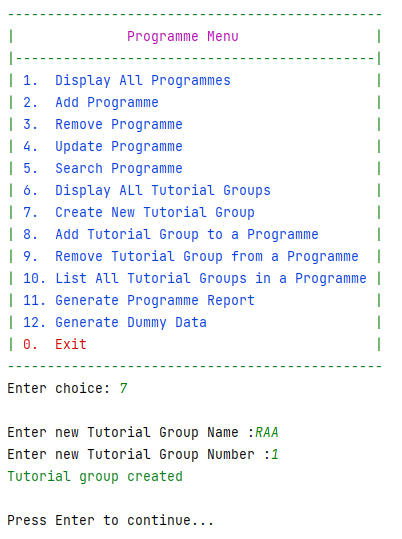 -----------------------------------------------
|              Programme Menu                 |
|---------------------------------------------|
| 1.  Display All Programmes                  |
| 2.  Add Programme                           |
| 3.  Remove Programme                        |
| 4.  Update Programme                        |
| 5.  Search Programme                        |
| 6.  Display ALl Tutorial Groups             |
| 7.  Create New Tutorial Group               |
| 8.  Add Tutorial Group to a Programme       |
| 9.  Remove Tutorial Group from a Programme  |
| 10. List All Tutorial Groups in a Programme |
| 11. Generate Programme Report               |
| 12. Generate Dummy Data                     |
| 0.  Exit                                    |
-----------------------------------------------
Enter choice: 7
Enter new Tutorial Group Name :RAA
Enter new Tutorial Group Number :1
Tutorial group created
Press Enter to continue...